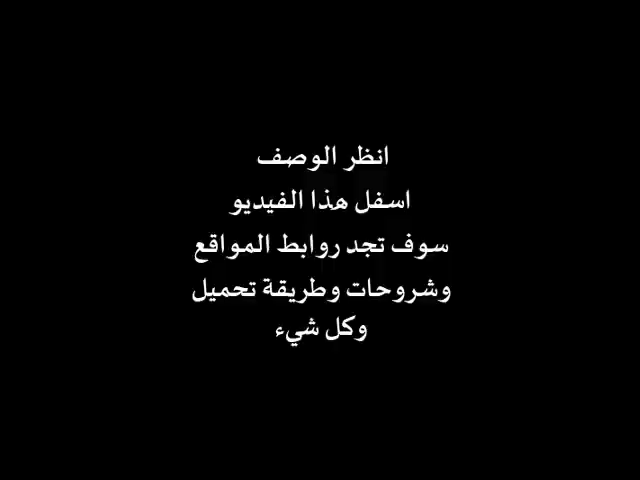 انظر الوصف
اسفل هذا الفيديو
سوف تجد روابط المواقع
وشروحات وطريقة تحميل
وكل شيء